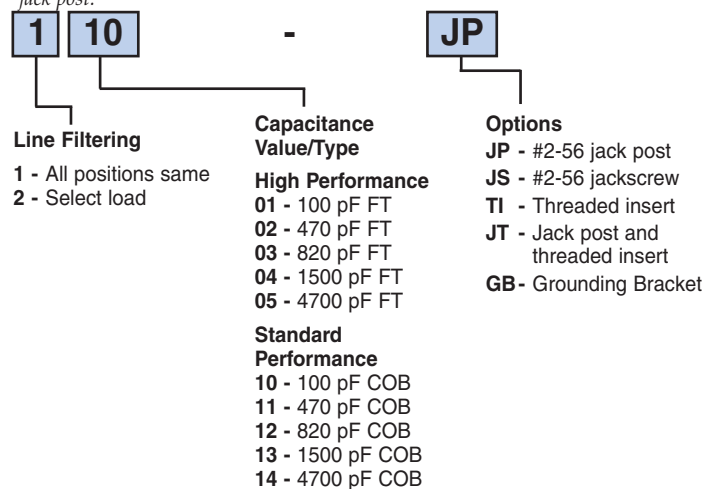 jack post.
1 10 - JP
Line Filtering
1 - All positions same
2 - Select load
Capacitance
Value/Type
High Performance
01 - 100 pF FT
02 - 470 pF FT
03 - 820 pF FT
04 - 1500 pF FT
05 - 4700 pF FT
Standard
Performance
10 - 100 pF COB
11 - 470 pF COB
12 - 820 pF COB
13 - 1500 pF COB
14 - 4700 pF COB
Options
JP - #2-56 jack post
JS - #2-56 jackscrew
TI - Threaded insert
JT - Jack post and
threaded insert
GB - Grounding Bracket